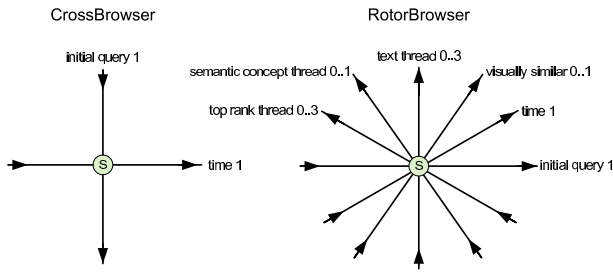 CrossBrowser
RotorBrowser
initial query 1
S
time 1
text thread 0..3
semantic concept thread 0..1
visually similar 0..1
top rank thread 0..3
time 1
S
initial query 1